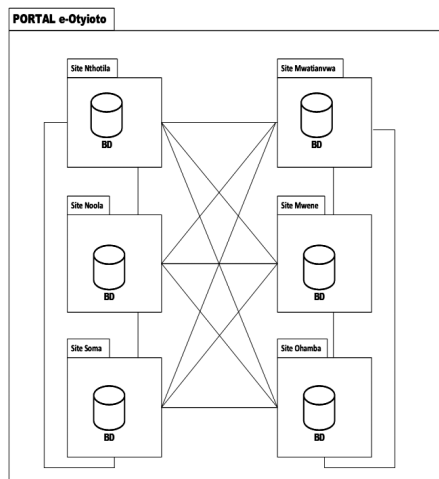 PORTAL e-Otyioto
Site Nthotila
Site Mwatianvwa
BD
BD
Site Noola
Site Mwene
BD
BD
Site Soma
Site Ohamba
BD
BD